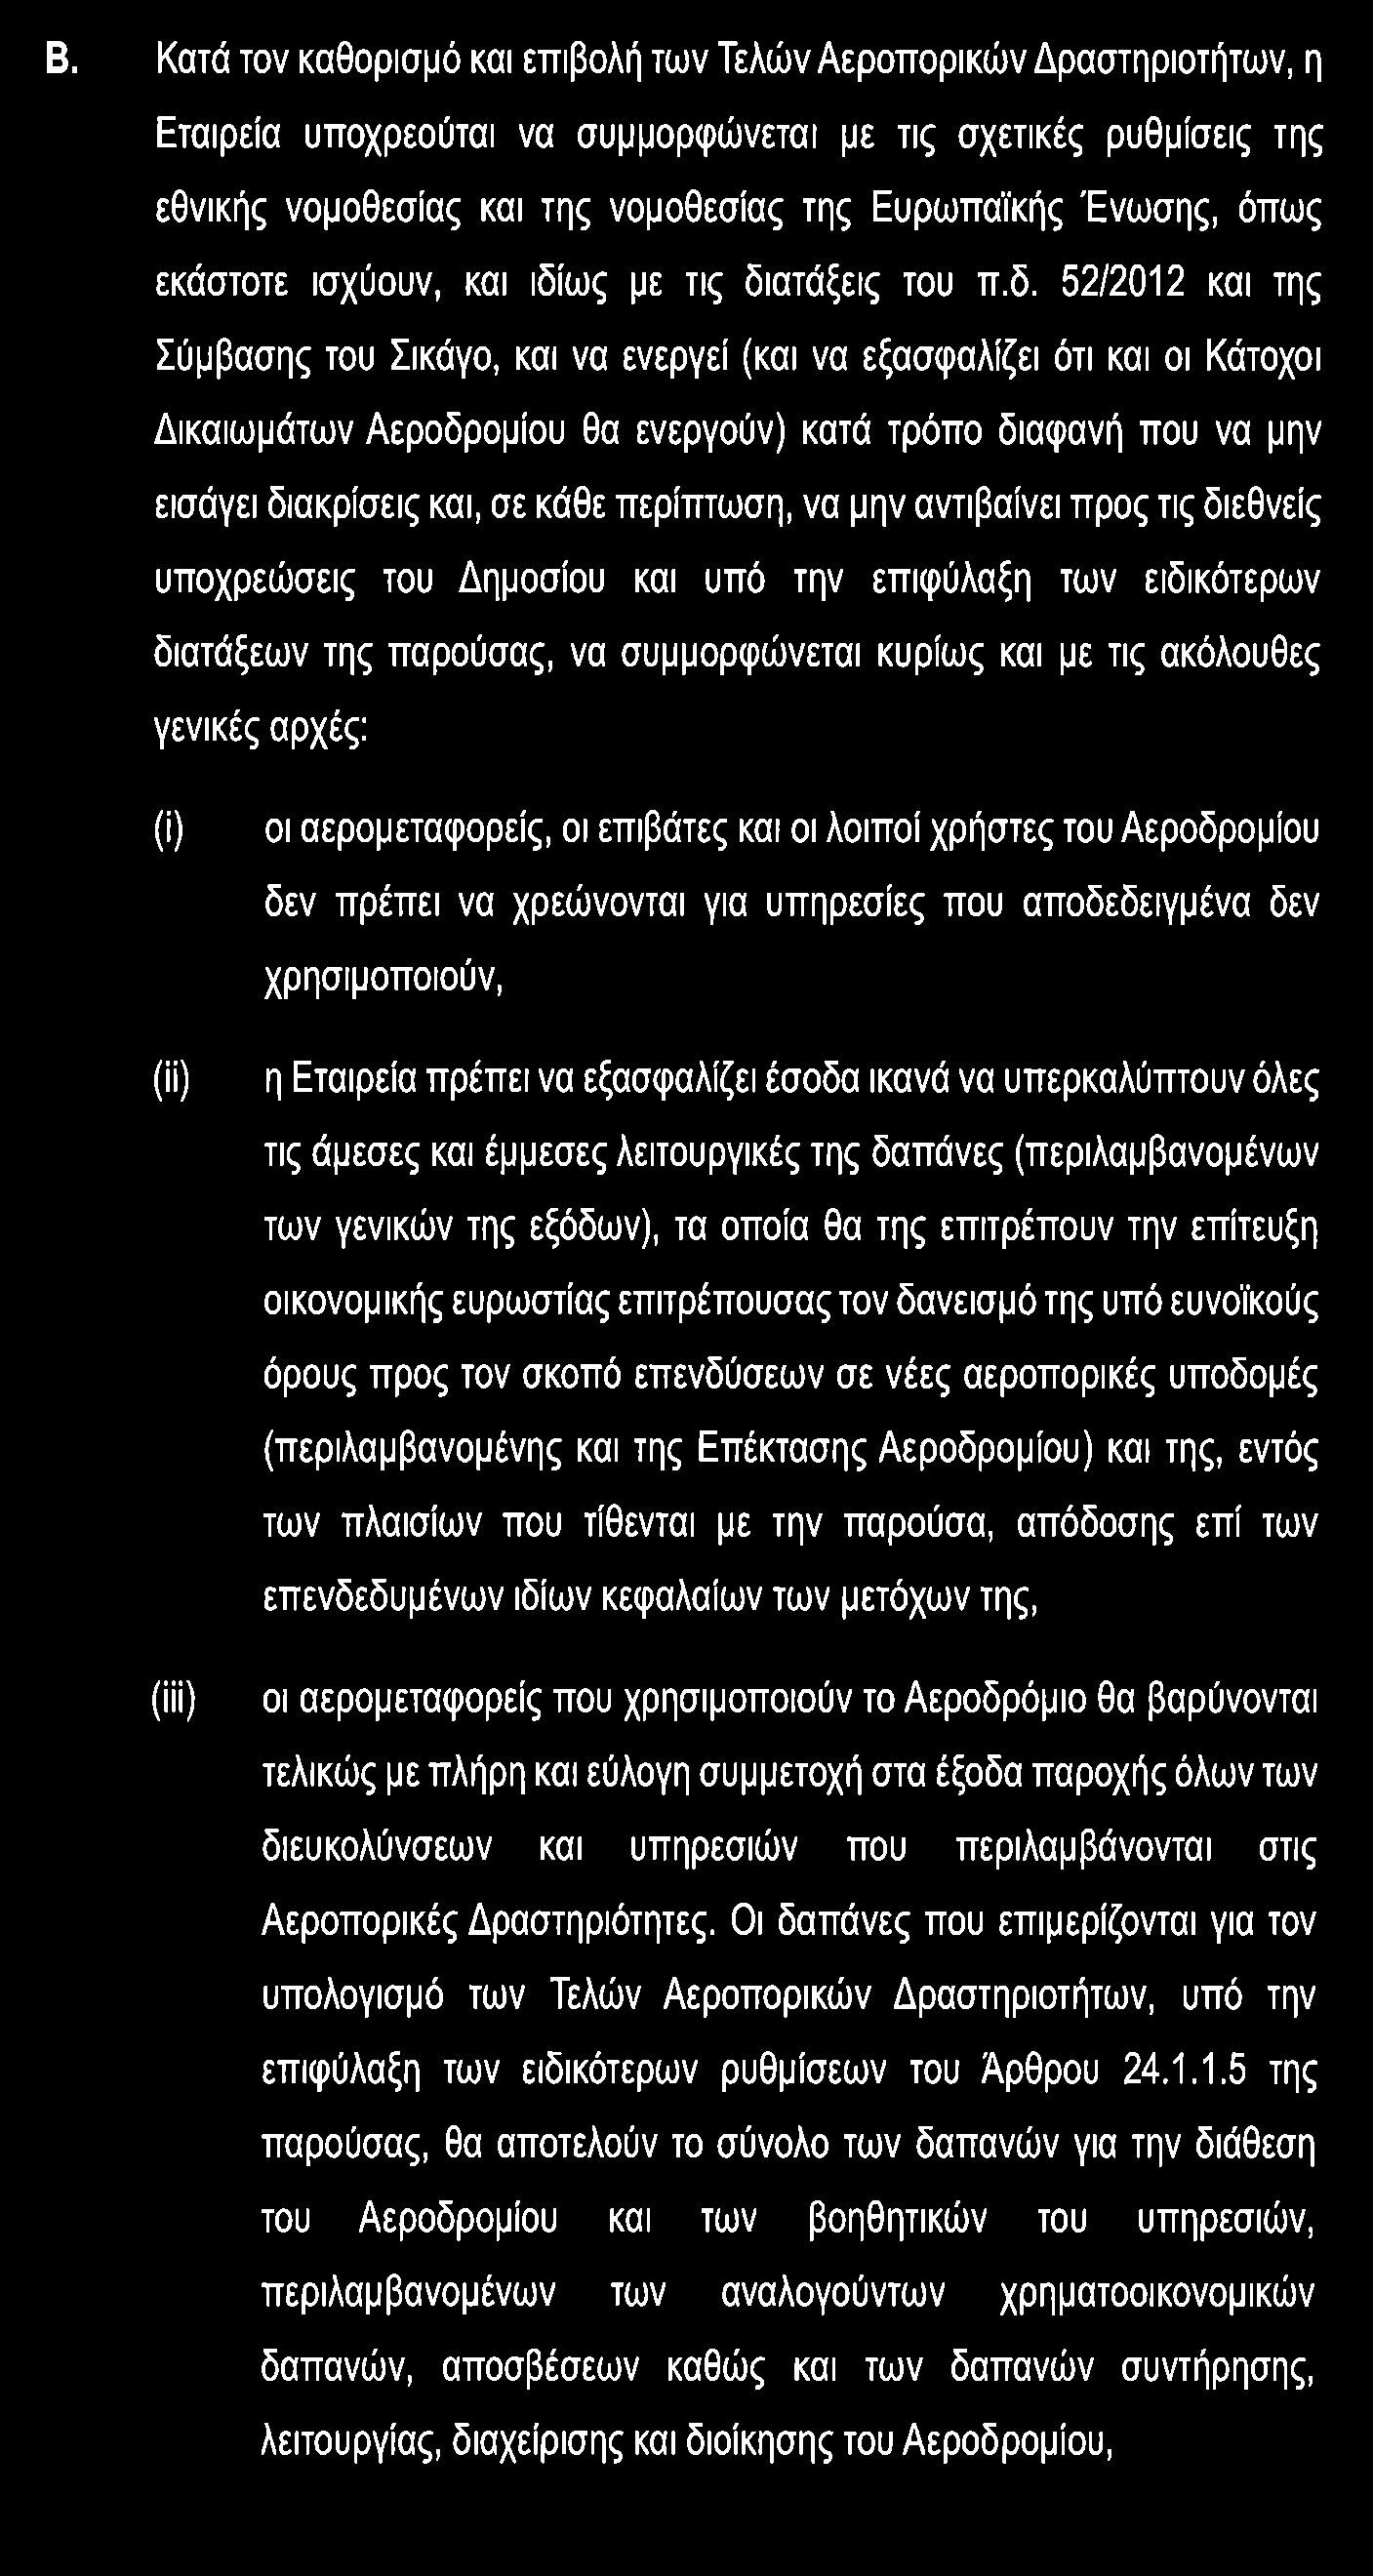 Β. Κατά τον καθορισμό και επιβολή των Τελών Αεροπορικών Δραστηριοτήτων, η
Εταιρεία υποχρεούται να συμμορφώνεται με τις σχετικές ρυθμίσεις της
εθνικής νομοθεσίας και της νομοθεσίας της Ευρωπαϊκής Ένωσης, όπως
εκάστοτε ισχύουν, και ιδίως με τις διατάξεις του π.δ. 52/2012 και της
Σύμβασης του Σικάγο, και να ενεργεί (και να εξασφαλίζει ότι και οι Κάτοχοι
Δικαιωμάτων Αεροδρομίου θα ενεργούν) κατά τρόπο διαφανή που να μην
εισάγει διακρίσεις και, σε κάθε περίπτωση, να μην αντιβαίνει προς τις διεθνείς
υποχρεώσεις του Δημοσίου και υπό την επιφύλαξη των ειδικότερων
διατάξεων της παρούσας, να συμμορφώνεται κυρίως και με τις ακόλουθες
γενικές αρχές:
(i) οι αερομεταφορείς, οι επιβάτες και οι λοιποί χρήστες του Αεροδρομίου
δεν πρέπει να χρεώνονται για υπηρεσίες που αποδεδειγμένα δεν
χρησιμοποιούν,
(ii) η Εταιρεία πρέπει να εξασφαλίζει έσοδα ικανά να υπερκαλύπτουν όλες
τις άμεσες και έμμεσες λειτουργικές της δαπάνες (περιλαμβανομένων
των γενικών της εξόδων), τα οποία θα της επιτρέπουν την επίτευξη
οικονομικής ευρωστίας επιτρέπουσας τον δανεισμό της υπό ευνοϊκούς
όρους προς τον σκοπό επενδύσεων σε νέες αεροπορικές υποδομές
(περιλαμβανομένης και της Επέκτασης Αεροδρομίου) και της, εντός
των πλαισίων που τίθενται με την παρούσα, απόδοσης επί των
επενδεδυμένων ιδίων κεφαλαίων των μετόχων της,
(iii) οι αερομεταφορείς που χρησιμοποιούν το Αεροδρόμιο θα βαρύνονται
τελικώς με πλήρη και εύλογη συμμετοχή στα έξοδα παροχής όλων των
διευκολύνσεων και υπηρεσιών που περιλαμβάνονται στις
Αεροπορικές Δραστηριότητες. Οι δαπάνες που επιμερίζονται για τον
υπολογισμό των Τελών Αεροπορικών Δραστηριοτήτων, υπό την
επιφύλαξη των ειδικότερων ρυθμίσεων του Άρθρου 24.1.1.5 της
παρούσας, θα αποτελούν το σύνολο των δαπανών για την διάθεση
του Αεροδρομίου και των βοηθητικών του υπηρεσιών,
περιλαμβανομένων των αναλογούντων χρηματοοικονομικών
δαπανών, αποσβέσεων καθώς και των δαπανών συντήρησης,
λειτουργίας, διαχείρισης και διοίκησης του Αεροδρομίου,